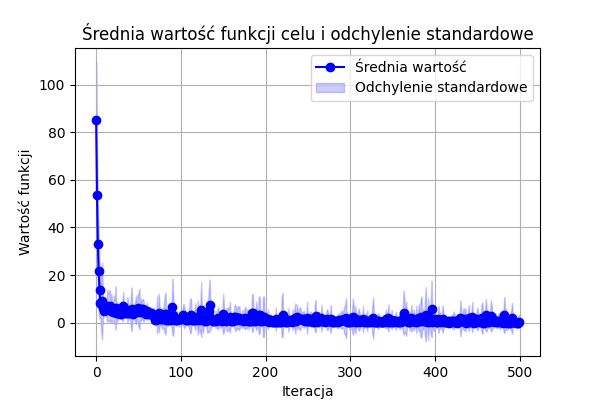 Średnia wartość funkcji celu i odchylenie standardowe
Średnia wartość
Odchylenie standardowe
Wartość funkcji
100
80
60
40
20
0
0
100
200
300
400
500
Iteracja